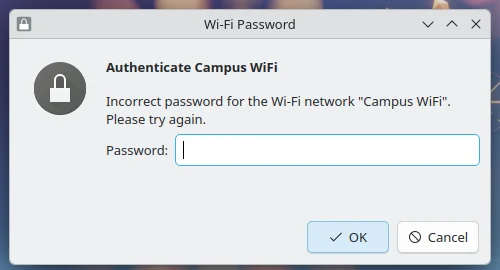 Wi-Fi Password
Authenticate Campus WiFi
Incorrect password for the Wi-Fi network "Campus WiFi".
Please try again.
Password:
OK
Cancel